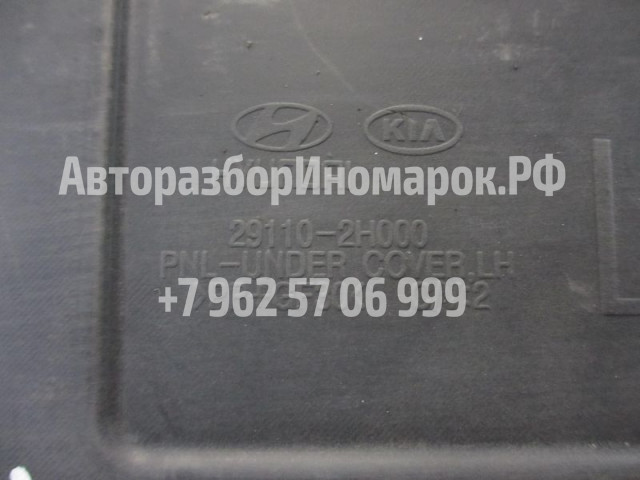 KIA
АвторазборИномарок.РФ
29110-2H000
PNL-UNDER COVER,LH
+7 962 57 06 999